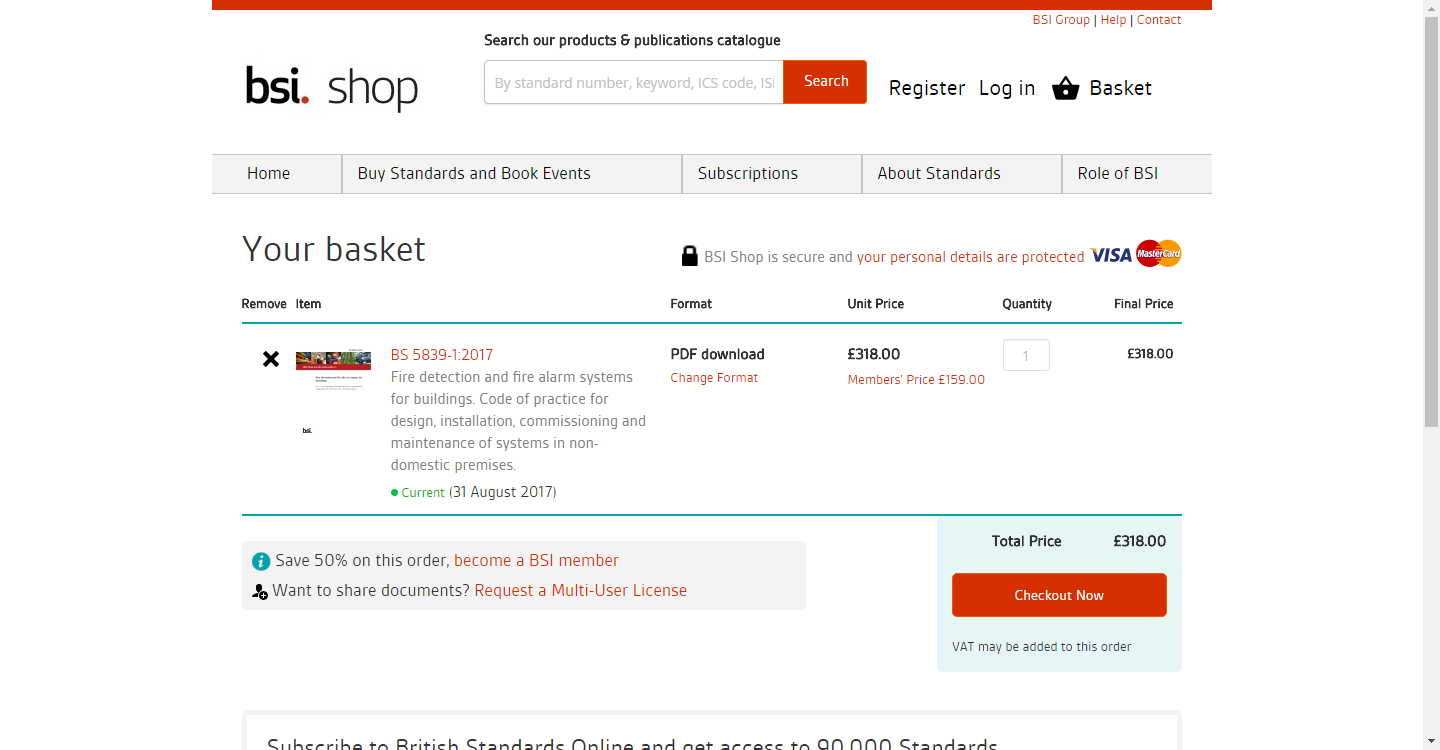 BSI Group | Help | Contact
Search our products & publications catalogue
bsi. shop
By standard number, keyword, ICS code, ISI
Search
Register Log in Basket
Home
Buy Standards and Book Events
Subscriptions
About Standards
Role of BSI
Your basket
BSI Shop is secure and your personal details are protected VISA MasterCard
Remove Item Format Unit Price Quantity Final Price
BS 5839-1:2017
Fire detection and fire alarm systems
for buildings. Code of practice for
design, installation, commissioning and
maintenance of systems in non-
domestic premises.
Current (31 August 2017)
bsi.
PDF download
Change Format
£318.00
Members' Price £159.00
1
£318.00
Save 50% on this order, become a BSI member
Want to share documents? Request a Multi-User License
Total Price £318.00
Checkout Now
VAT may be added to this order
Subscribe to British Standards Online and get access to 90,000 Standards